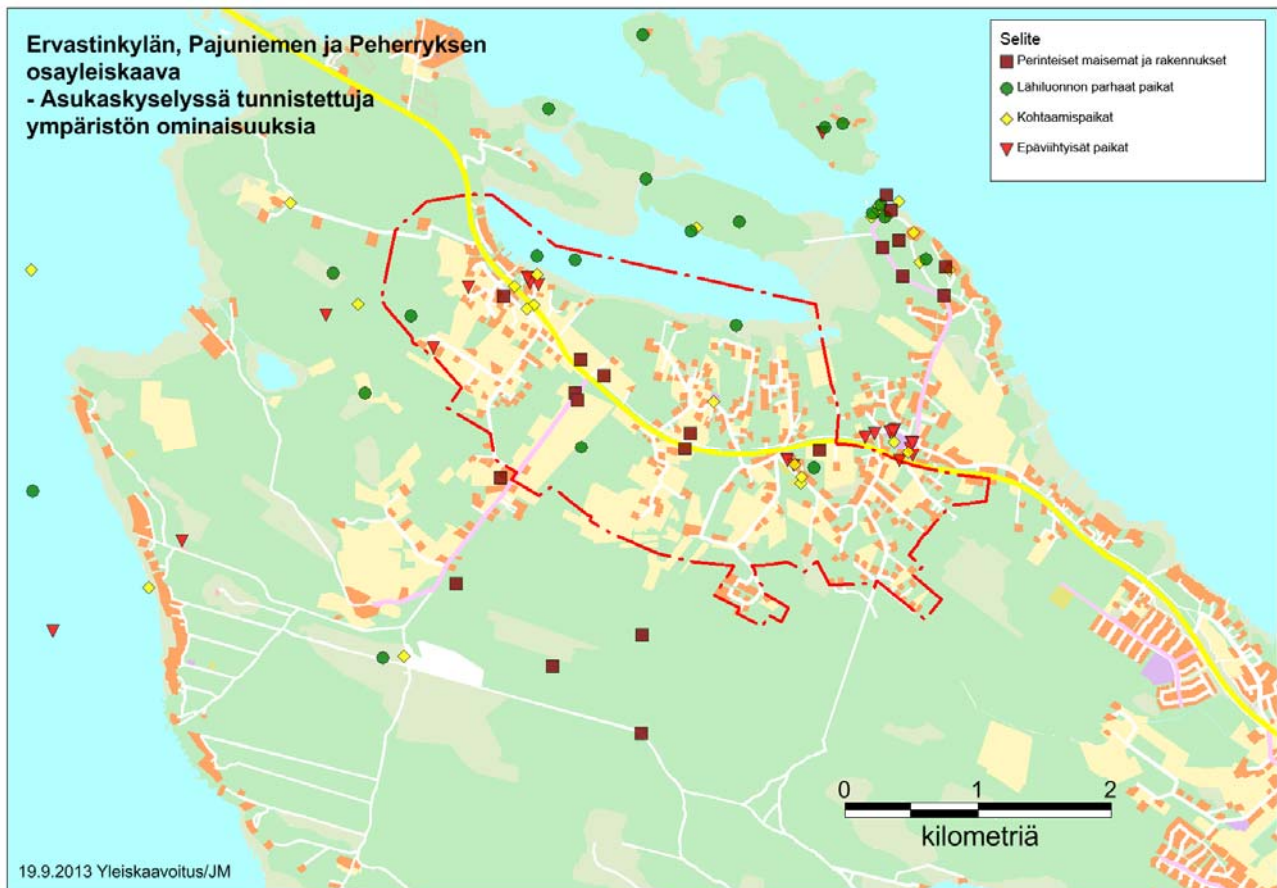 Ervastinkylän, Pajuniemen ja Peherryksen
osayleiskaava
- Asukaskyselyssä tunnistettuja
ympäristön ominaisuuksia
Selite
Perinteiset maisemat ja rakennukset
Lähiluonnon parhaat paikat
Kohtaamispaikat
Epäviihtyisät paikat
0 1 2
kilometriä
19.9.2013 Yleiskaavoitus/JM